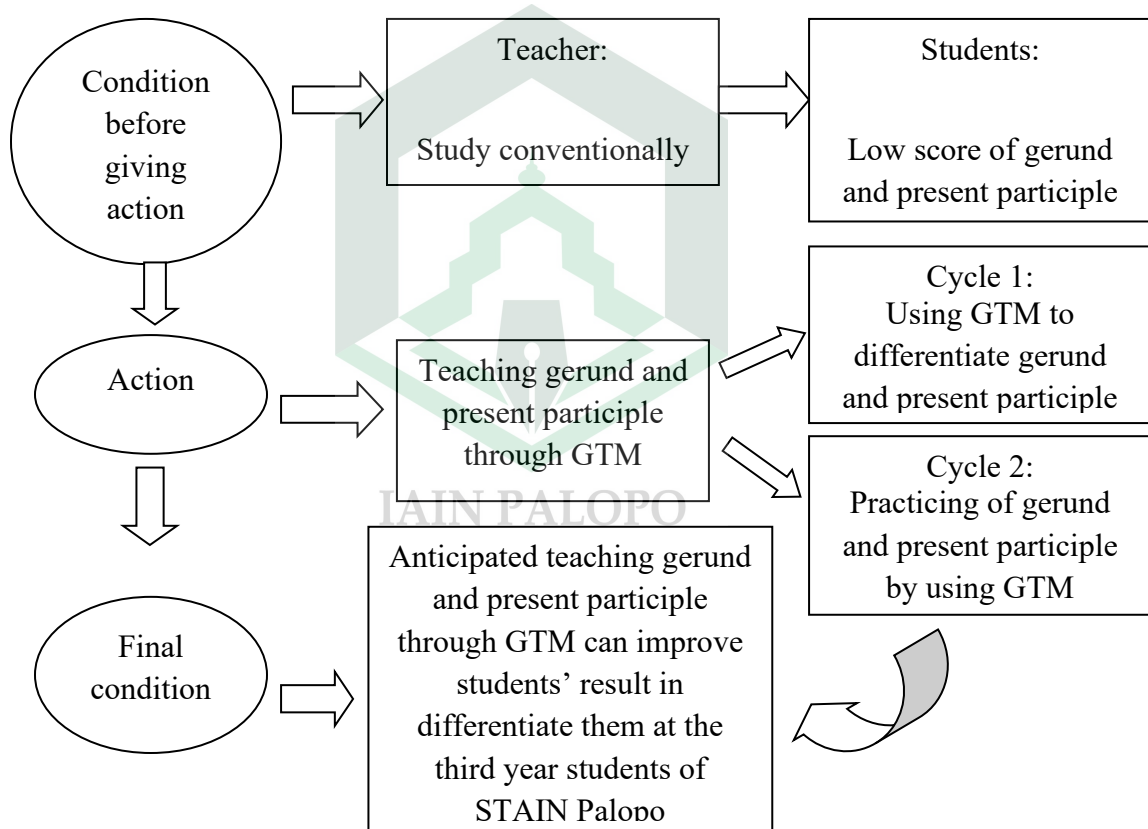 Condition
before
giving
action
Teacher:
Study conventionally
Students:
Low score of gerund
and present participle
Action
Teaching gerund and
present participle
through GTM
Cycle 1:
Using GTM to
differentiate gerund
and present participle
Cycle 2:
Practicing of gerund
and present participle
by using GTM
IAIN PALOPO
Final
condition
Anticipated teaching gerund
and present participle
through GTM can improve
students’ result in
differentiate them at the
third year students of
STAIN Palopo